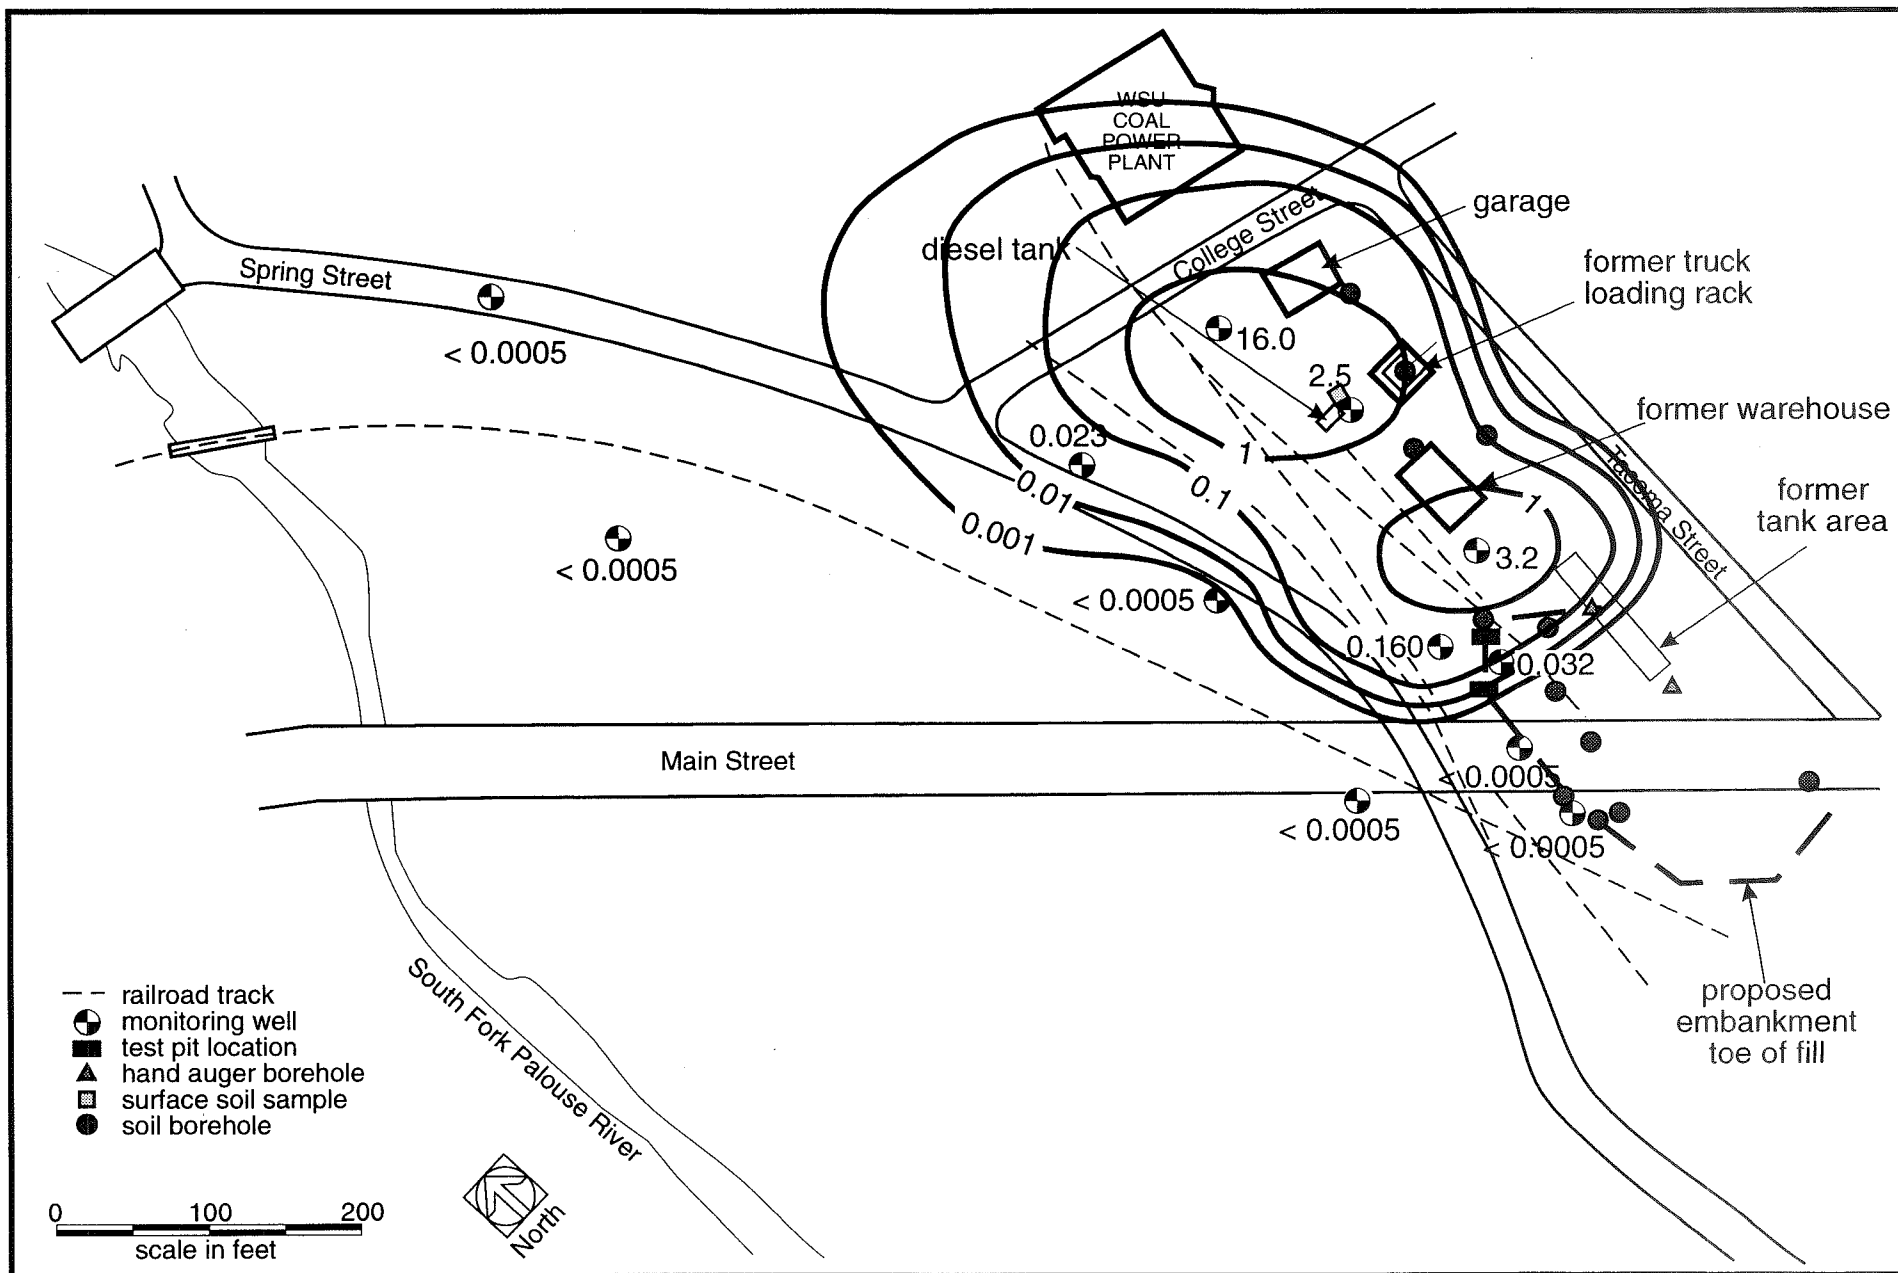 WSU
COAL
POWER
PLANT
garage
College Street
diesel tank
former truck
loading rack
Spring Street
16.0
< 0.0005
2.5
former warehouse
0.023
1
0.01
0.1
1
former
tank area
Tacoma Street
0.001
3.2
< 0.0005
< 0.0005
0.160
0.032
Main Street
< 0.0005
< 0.0005
< 0.0005
proposed
embankment
toe of fill
South Fork Palouse River
railroad track
monitoring well
test pit location
hand auger borehole
surface soil sample
soil borehole
0 100 200
scale in feet
North